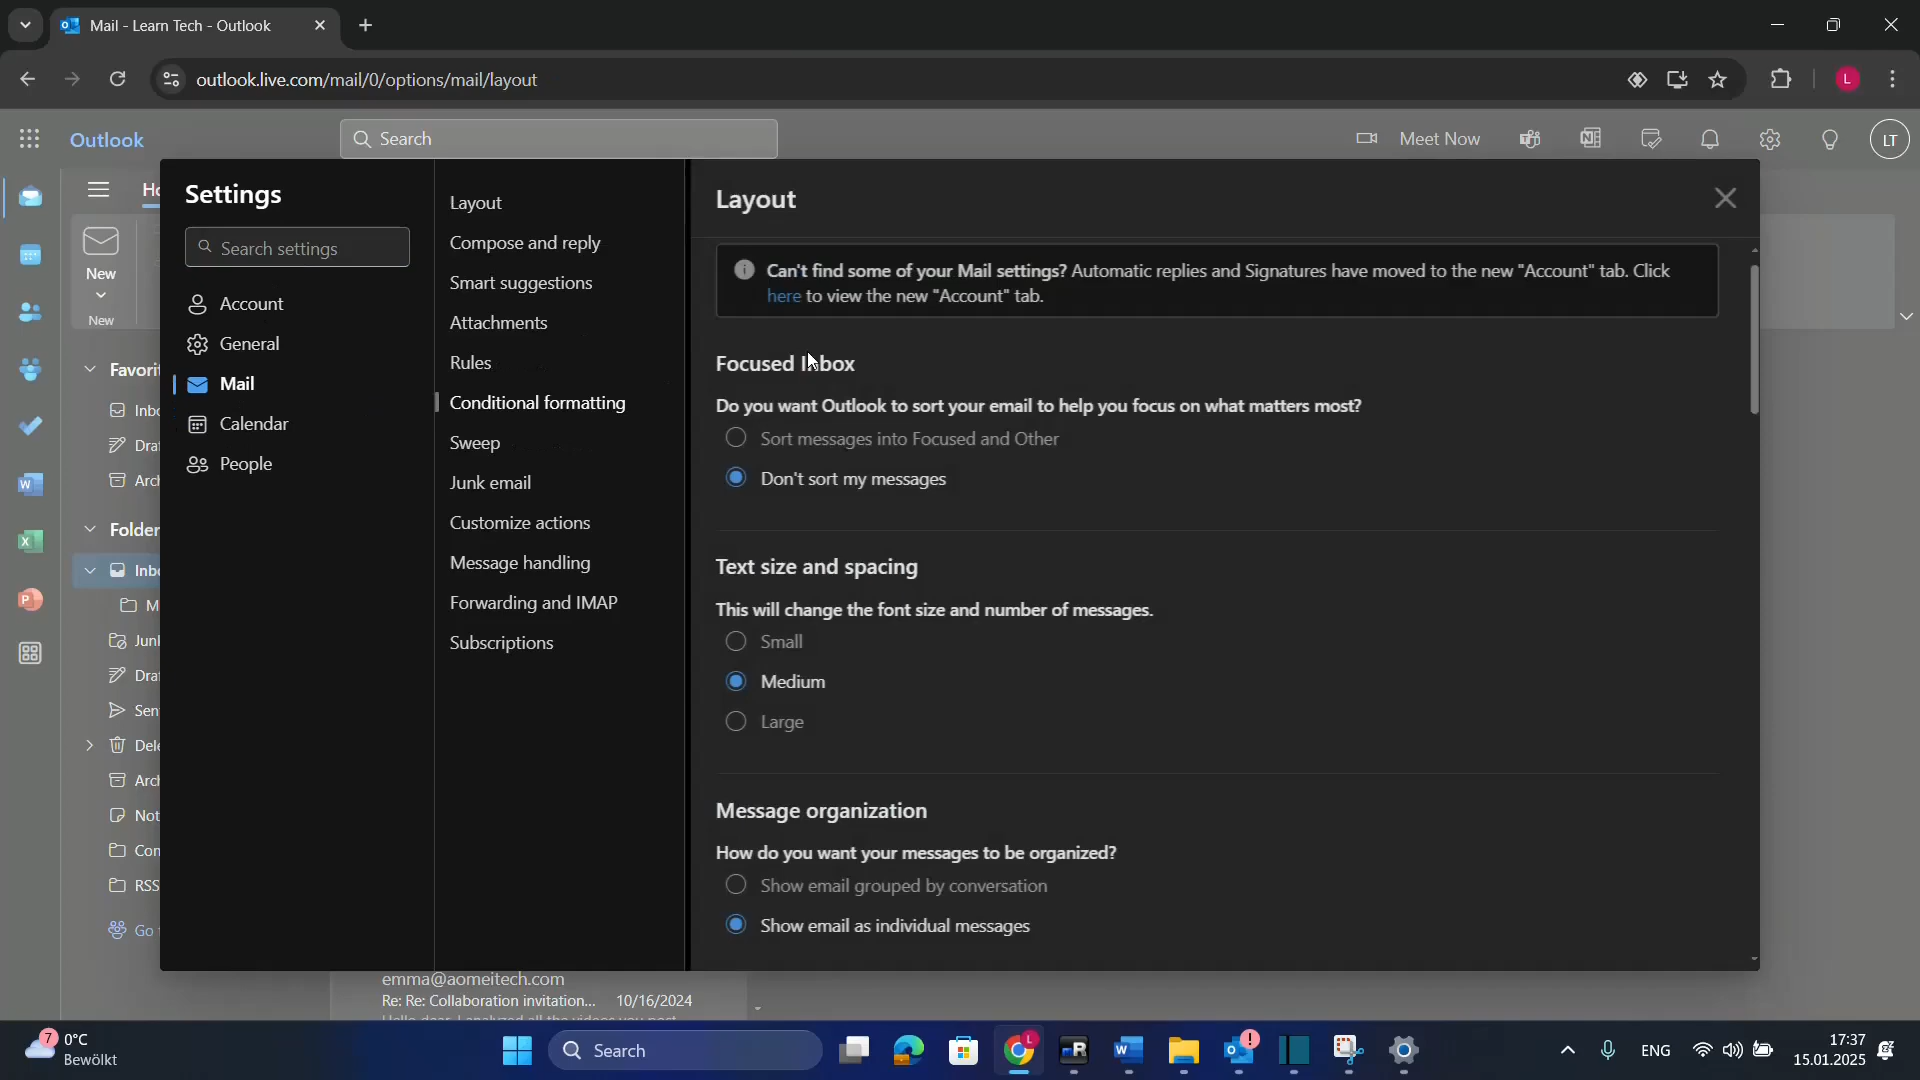 Mail - Learn Tech - Outlook
outlook.live.com/mail/0/options/mail/layout
L
Outlook
Search
Meet Now
LT
Settings
Search settings
Account
General
Mail
Calendar
People
Layout
Compose and reply
Smart suggestions
Attachments
Rules
Conditional formatting
Sweep
Junk email
Customize actions
Message handling
Forwarding and IMAP
Subscriptions
Layout
Can't find some of your Mail settings? Automatic replies and Signatures have moved to the new "Account" tab. Click
here to view the new "Account" tab.
Focused Inbox
Do you want Outlook to sort your email to help you focus on what matters most?
Sort messages into Focused and Other
Don't sort my messages
Text size and spacing
This will change the font size and number of messages.
Small
Medium
Large
Message organization
How do you want your messages to be organized?
Show email grouped by conversation
Show email as individual messages
New
New
emma@aomeitech.com
Re: Re: Collaboration invitation... 10/16/2024
7
0°C
Bewölkt
Search
ENG
17:37
15.01.2025